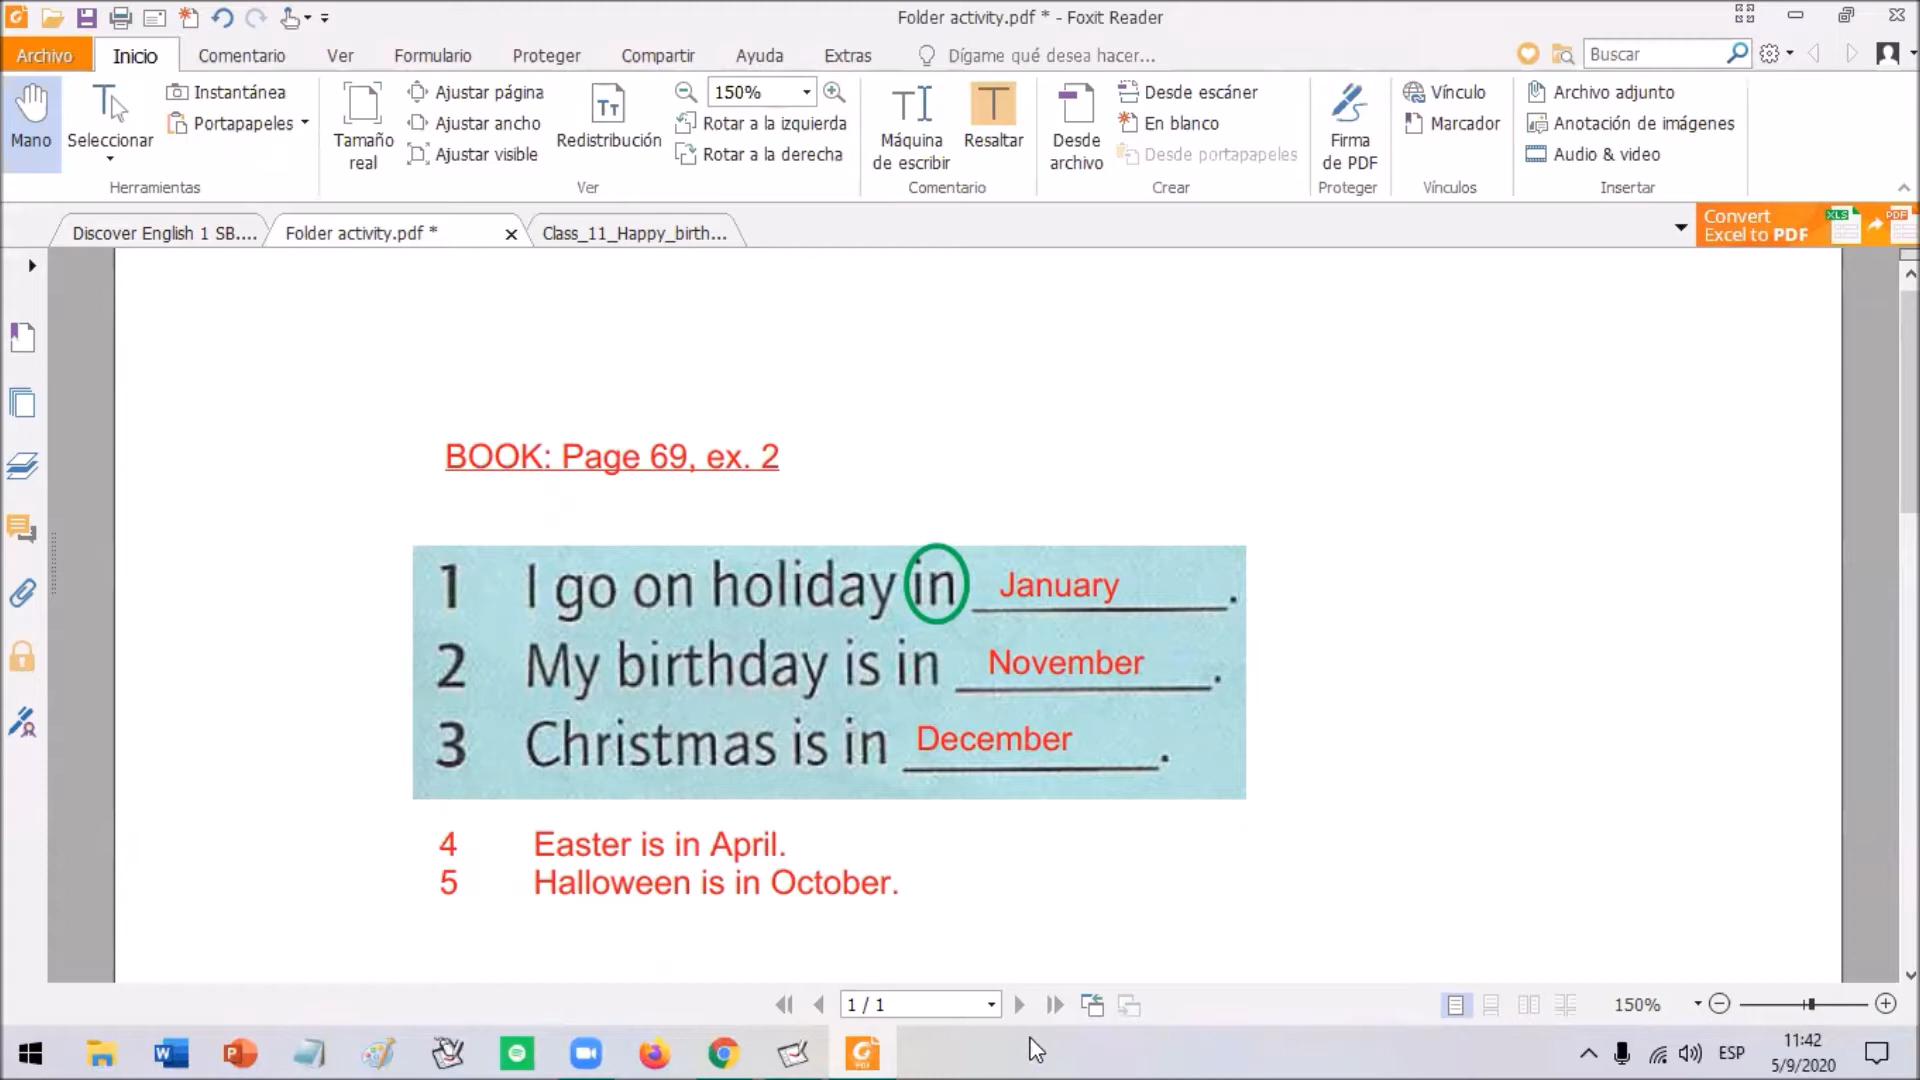 Folder activity.pdf * - Foxit Reader
Archivo Inicio Comentario Ver Formulario Proteger Compartir Ayuda Extras Dígame qué desea hacer... Buscar
Mano
Seleccionar
Instantánea
Portapapeles
Herramientas
Tamaño real
Ajustar página
Ajustar ancho
Ajustar visible
Redistribución
150%
Rotar a la izquierda
Rotar a la derecha
Ver
Máquina de escribir
Resaltar
Comentario
Desde archivo
Desde escáner
En blanco
Desde portapapeles
Crear
Firma de PDF
Proteger
Vínculo
Marcador
Vínculos
Archivo adjunto
Anotación de imágenes
Audio & video
Insertar
Discover English 1 SB.... Folder activity.pdf * Class_11_Happy_birth...
Convert
Excel to PDF
XLS PDF
BOOK: Page 69, ex. 2
1 I go on holiday in January.
2 My birthday is in November.
3 Christmas is in December.
4 Easter is in April.
5 Halloween is in October.
1 / 1 150%
ESP 11:42
5/9/2020